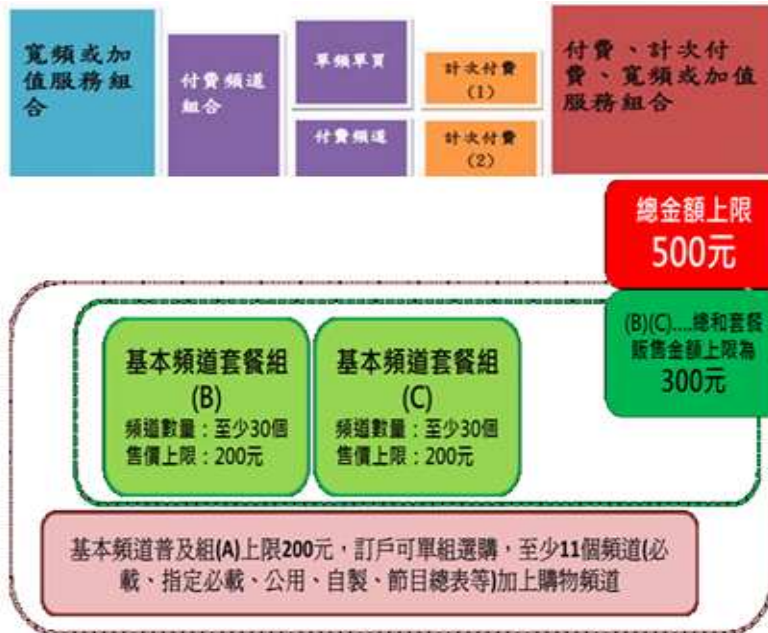 寬頻或加
值服務組
合
付費頻道
組合
單頻單買
付費頻道
計次付費
(1)
計次付費
(2)
付費、計次付
費、寬頻或加值
服務組合
總金額上限
500元
(B)(C)....總和套餐
販售金額上限為
300元
基本頻道套餐組
(B)
頻道數量：至少30個
售價上限：200元
基本頻道套餐組
(C)
頻道數量：至少30個
售價上限：200元
基本頻道普及組(A)上限200元，訂戶可單組選購，至少11個頻道(必
載、指定必載、公用、自製、節目總表等)加上購物頻道